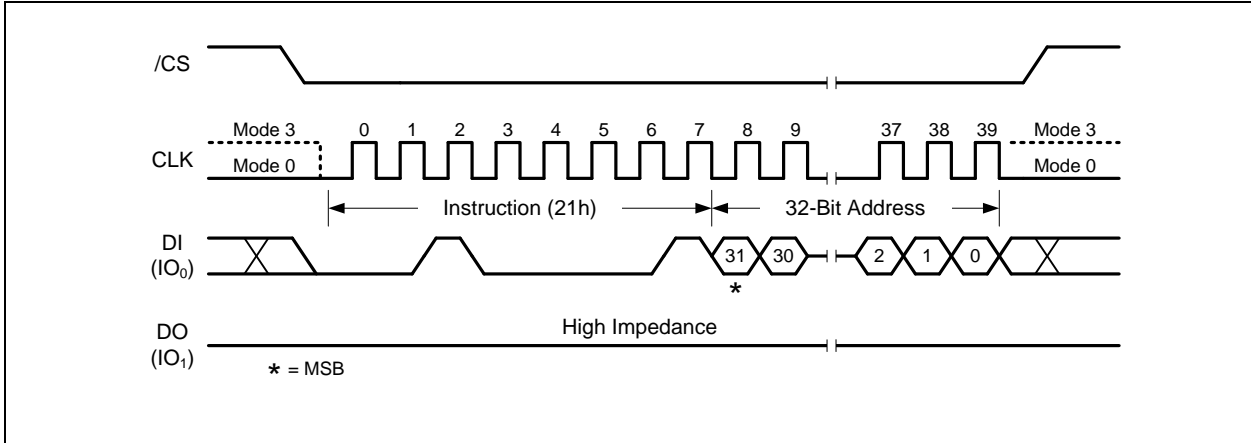 /CS
Mode 3 0 1 2 3 4 5 6 7 8 9 37 38 39 Mode 3
CLK
Mode 0 Mode 0
Instruction (21h) 32-Bit Address
DI
(IO₀) 31 30 2 1 0
*
High Impedance
DO
(IO₁)
* = MSB